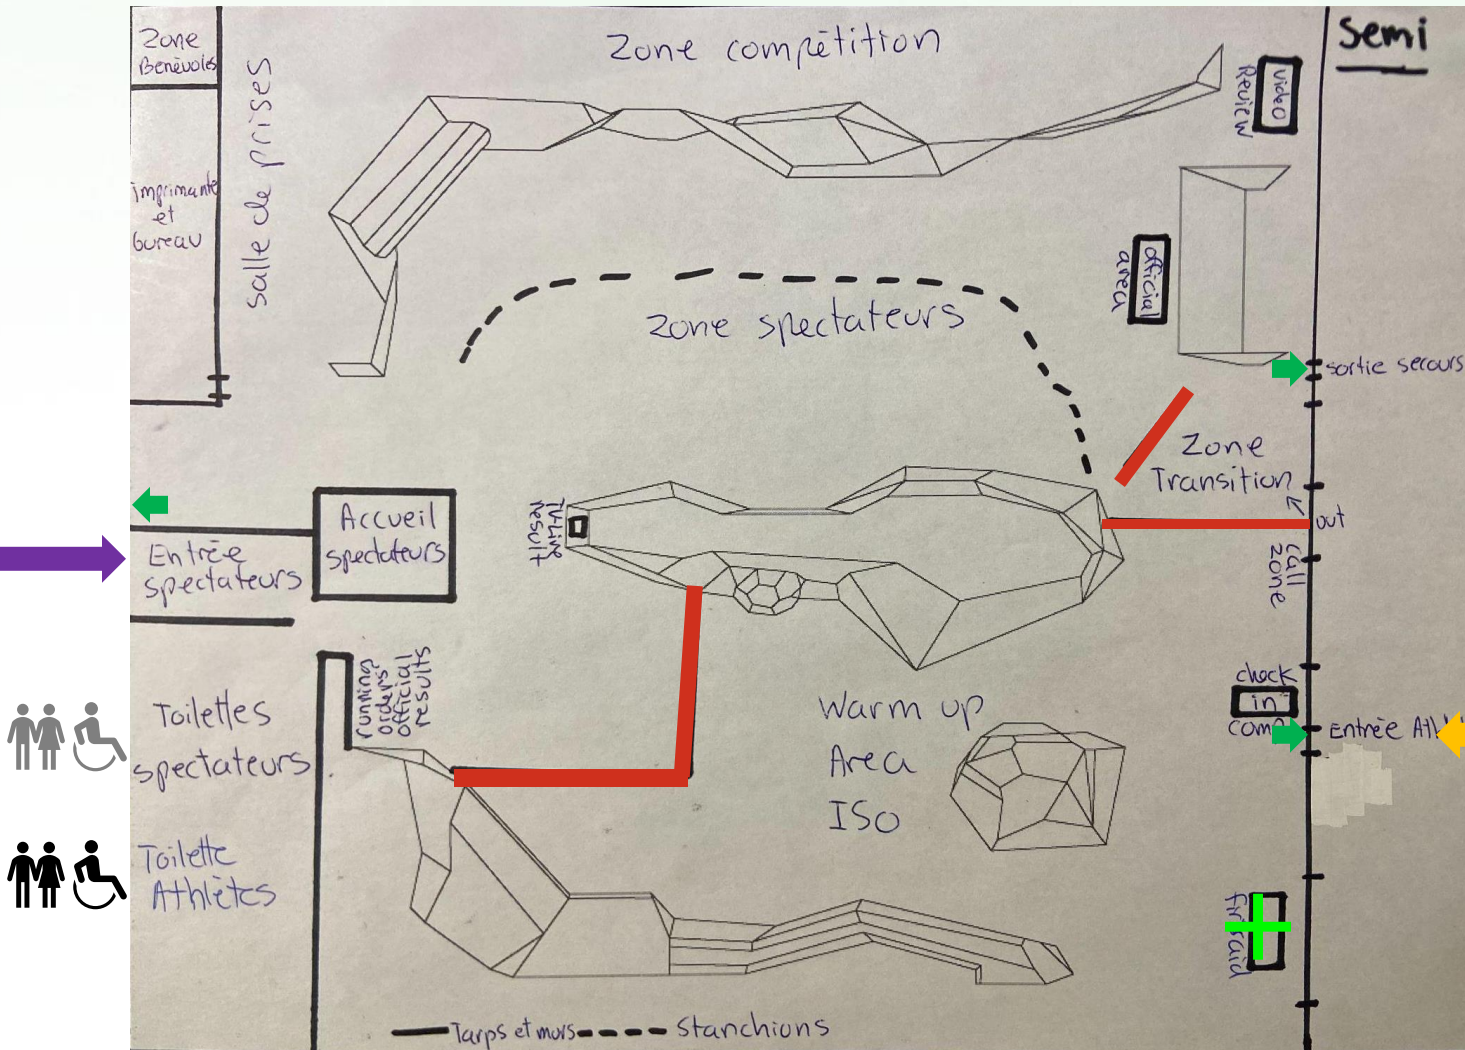 Zone
Bénévoles
Salle de prises
imprimante
et
bureau
Zone compétition
Video
Review
Semi
official
area
Zone spectateurs
sortie secours
Zone
Transition
out
call
zone
Accueil
spectateurs
TV Live
result
Entrée
spectateurs
running
orders
official
results
Toilettes
spectateurs
Toilette
Athlètes
Warm up
Area
ISO
check
in
comp
Entrée Ath
Tarps et murs
Stanchions